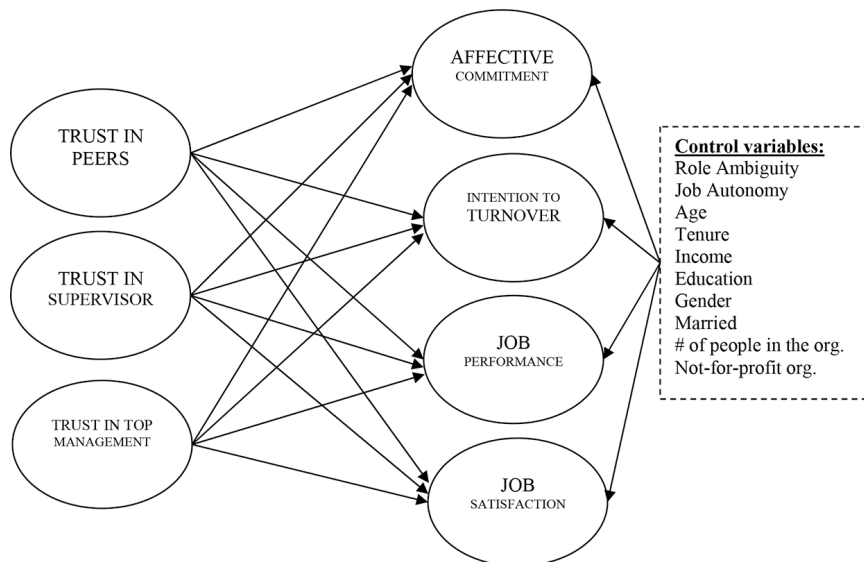 TRUST IN
PEERS
TRUST IN
SUPERVISOR
TRUST IN TOP
MANAGEMENT
AFFECTIVE
COMMITMENT
INTENTION TO
TURNOVER
JOB
PERFORMANCE
JOB
SATISFACTION
Control variables:
Role Ambiguity
Job Autonomy
Age
Tenure
Income
Education
Gender
Married
# of people in the org.
Not-for-profit org.